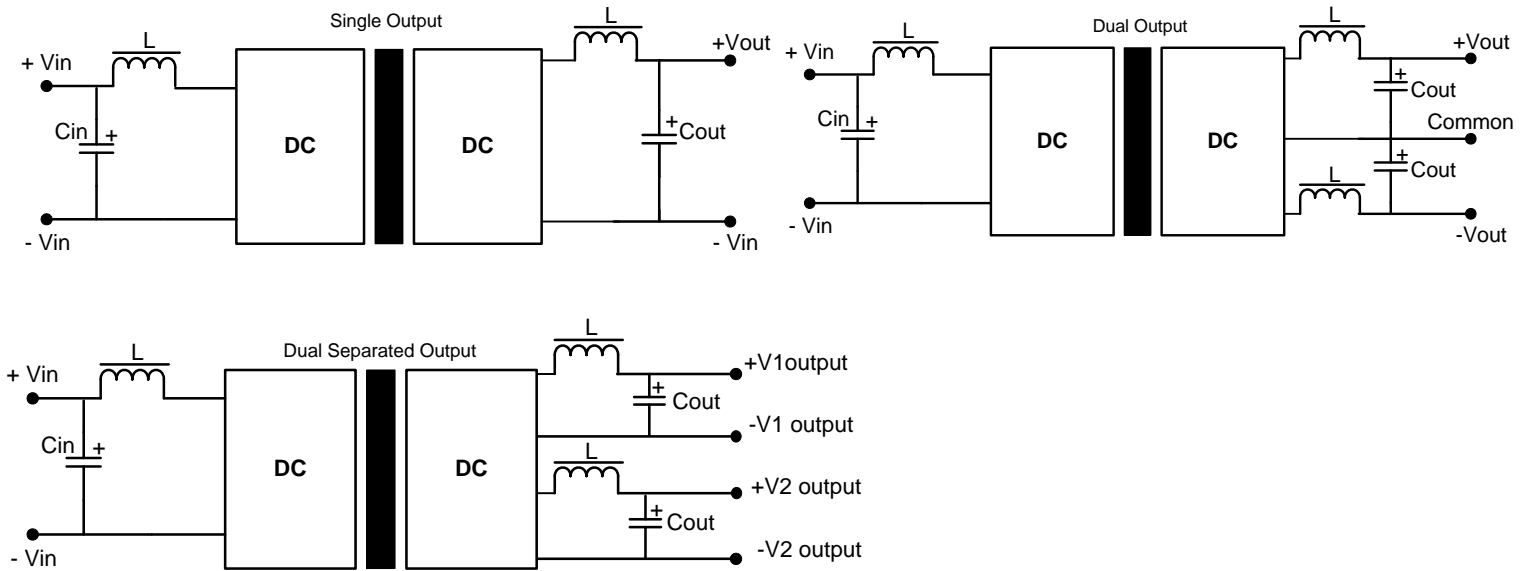 Single Output
L
L
+ Vin
+Vout
Cin
+
DC
DC
+
Cout
- Vin
- Vin
Dual Output
L
L
+ Vin
+Vout
+
Cout
Cin
+
DC
DC
Common
+
Cout
L
- Vin
-Vout
Dual Separated Output
L
L
+ Vin
+V1output
+
Cout
-V1 output
Cin
+
DC
DC
L
+V2 output
+
Cout
- Vin
-V2 output